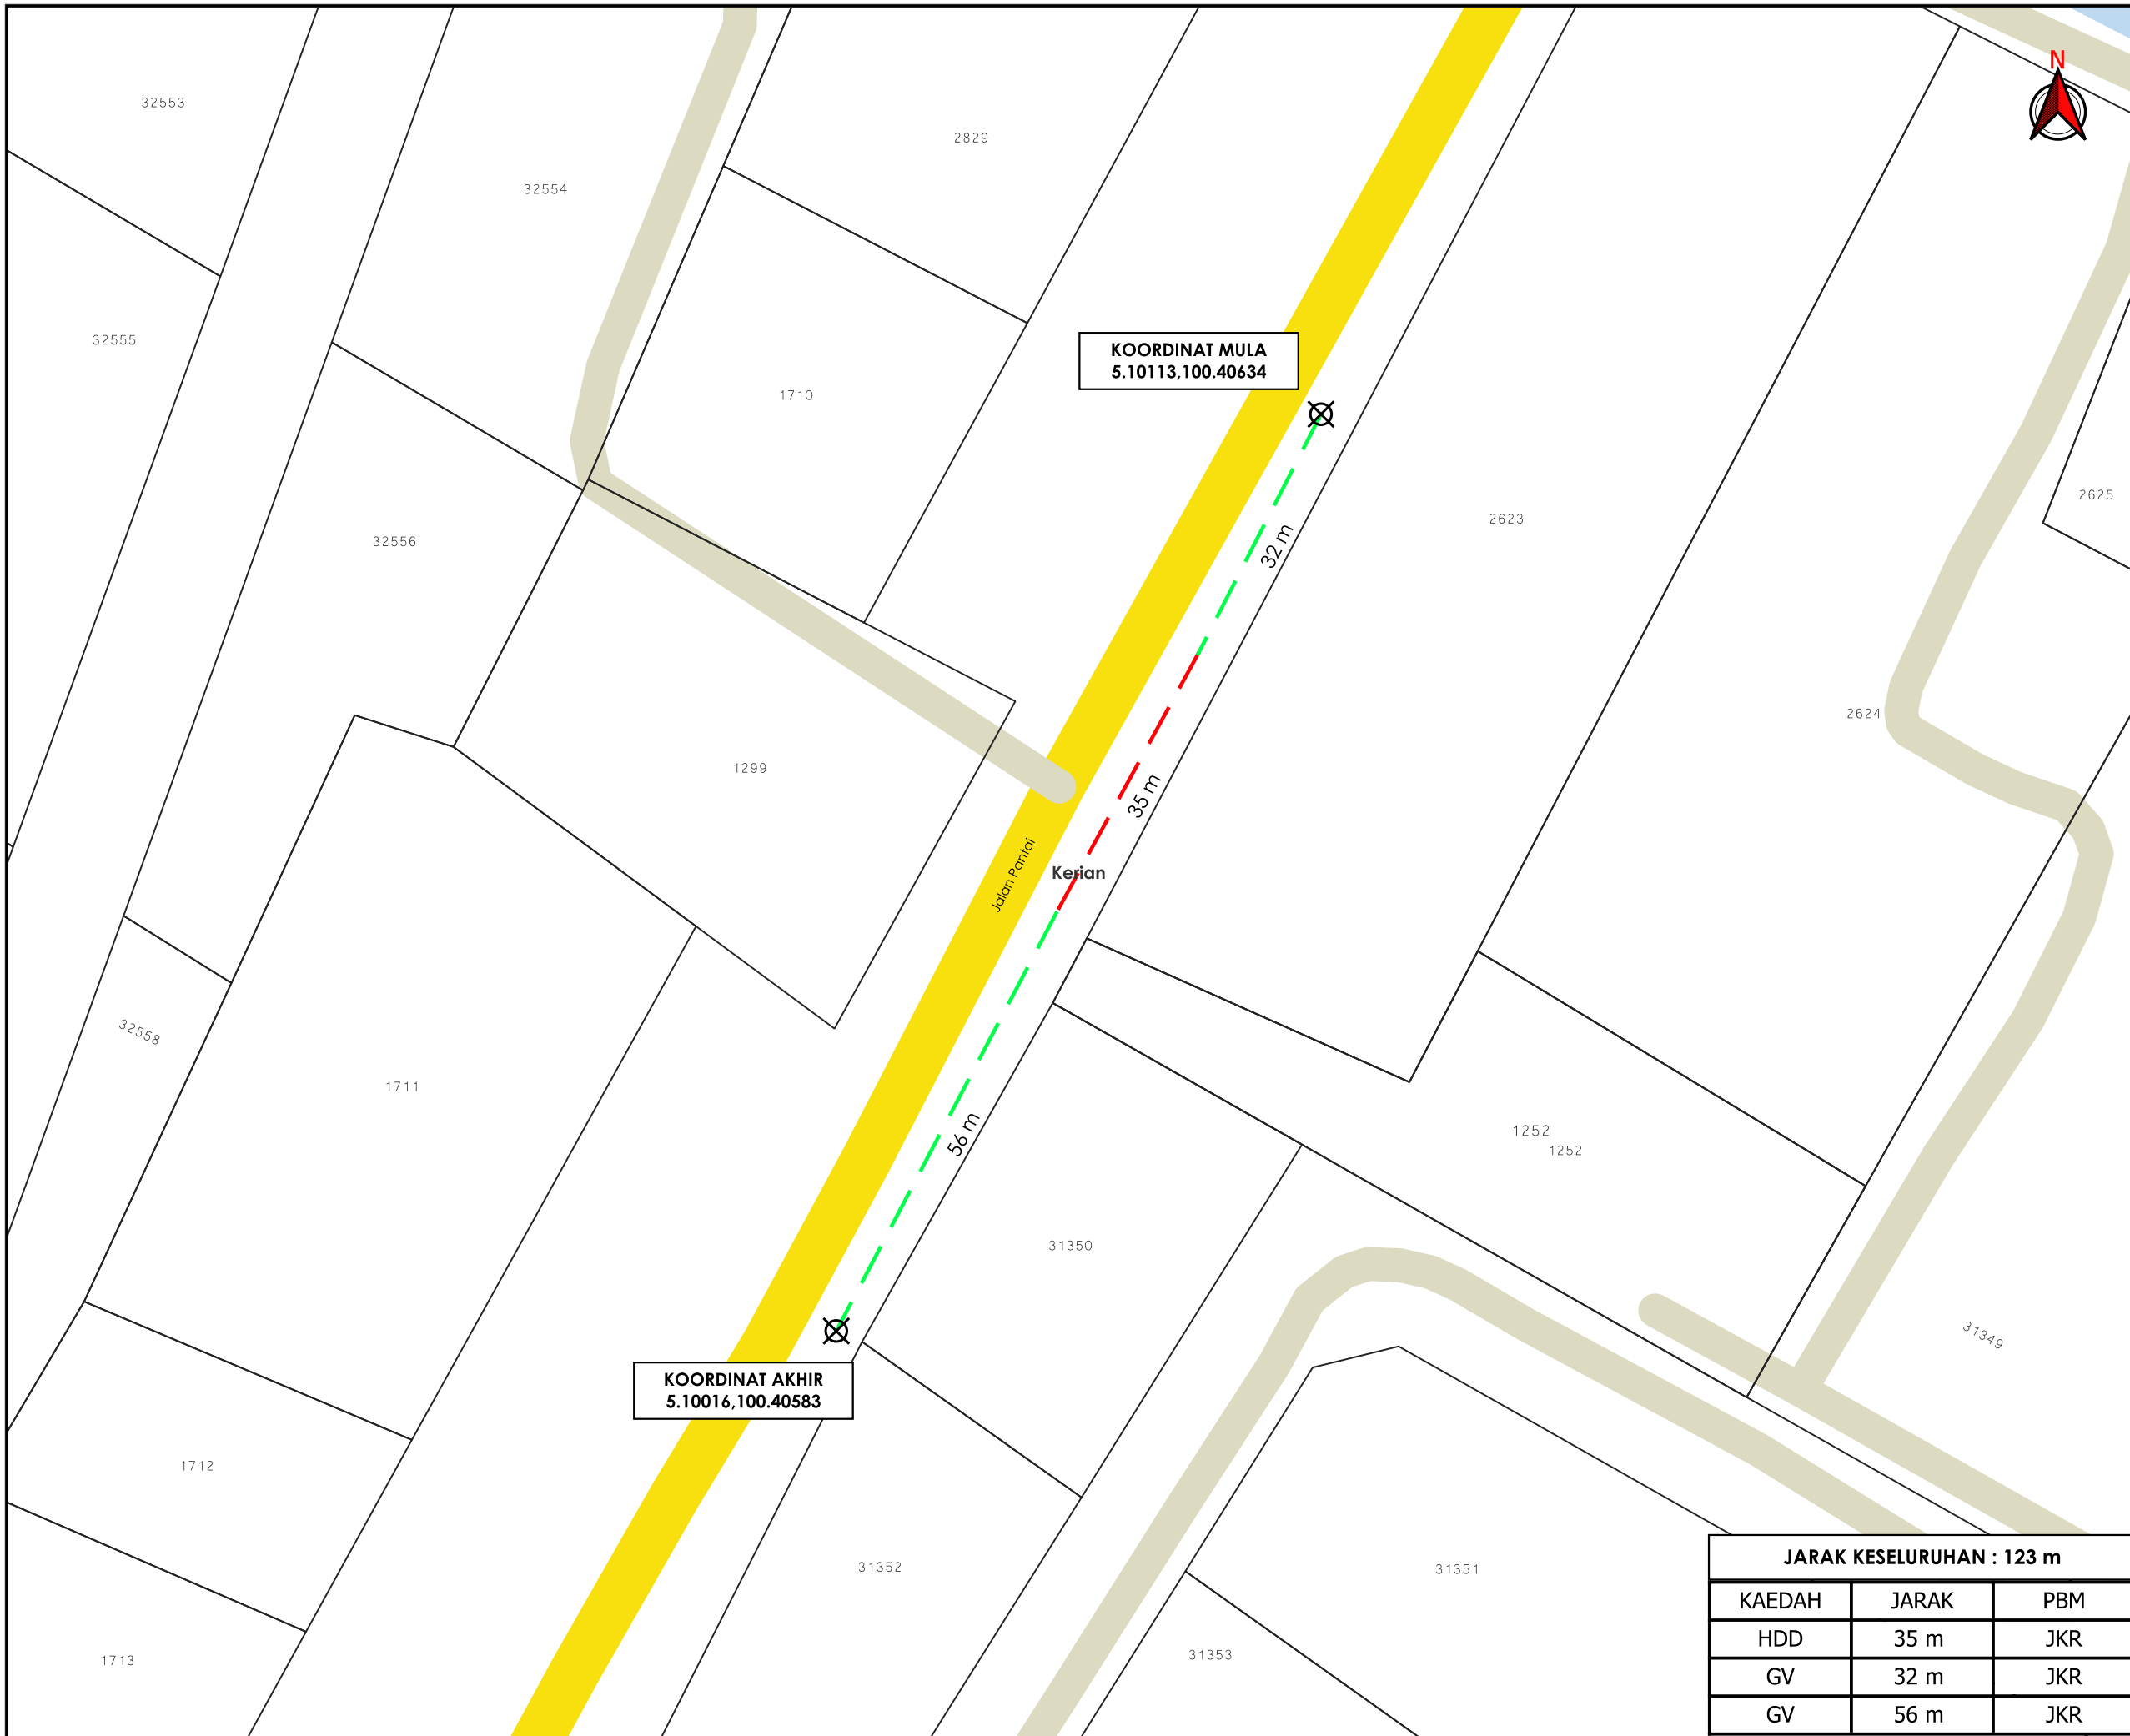 N
32553
2829
32554
32555
KOORDINAT MULA
5.10113,100.40634
1710
2625
2623
32556
32 m
2624
1299
35 m
Jalan Pantai
Kerian
32558
1711
1252
1252
56 m
31350
31349
KOORDINAT AKHIR
5.10016,100.40583
1712
31352
31351
31353
1713
JARAK KESELURUHAN : 123 m
KAEDAH JARAK PBM
HDD 35 m JKR
GV 32 m JKR
GV 56 m JKR